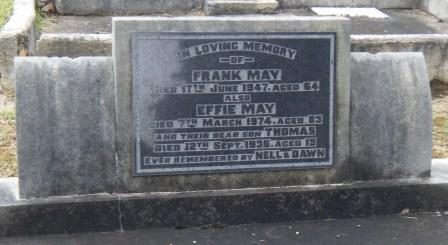 IN LOVING MEMORY
— OF —
FRANK MAY
DIED 17TH JUNE 1947. AGED 64
ALSO
EFFIE MAY
DIED 7TH MARCH 1974. AGED 83
AND THEIR DEAR SON THOMAS
DIED 12TH SEPT. 1936. AGED 15
EVER REMEMBERED BY NELL & DAWN